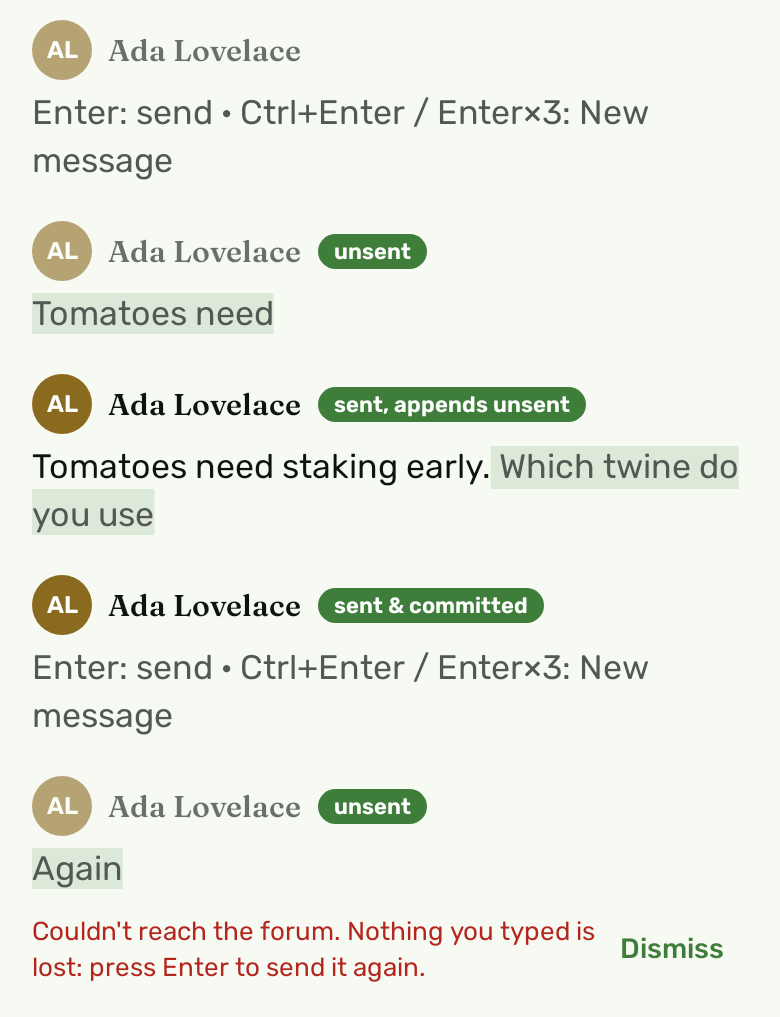 AL Ada Lovelace
Enter: send • Ctrl+Enter / Enter×3: New
message
AL Ada Lovelace unsent
Tomatoes need
AL Ada Lovelace sent, appends unsent
Tomatoes need staking early. Which twine do
you use
AL Ada Lovelace sent & committed
Enter: send • Ctrl+Enter / Enter×3: New
message
AL Ada Lovelace unsent
Again
Couldn't reach the forum. Nothing you typed is
lost: press Enter to send it again.
Dismiss